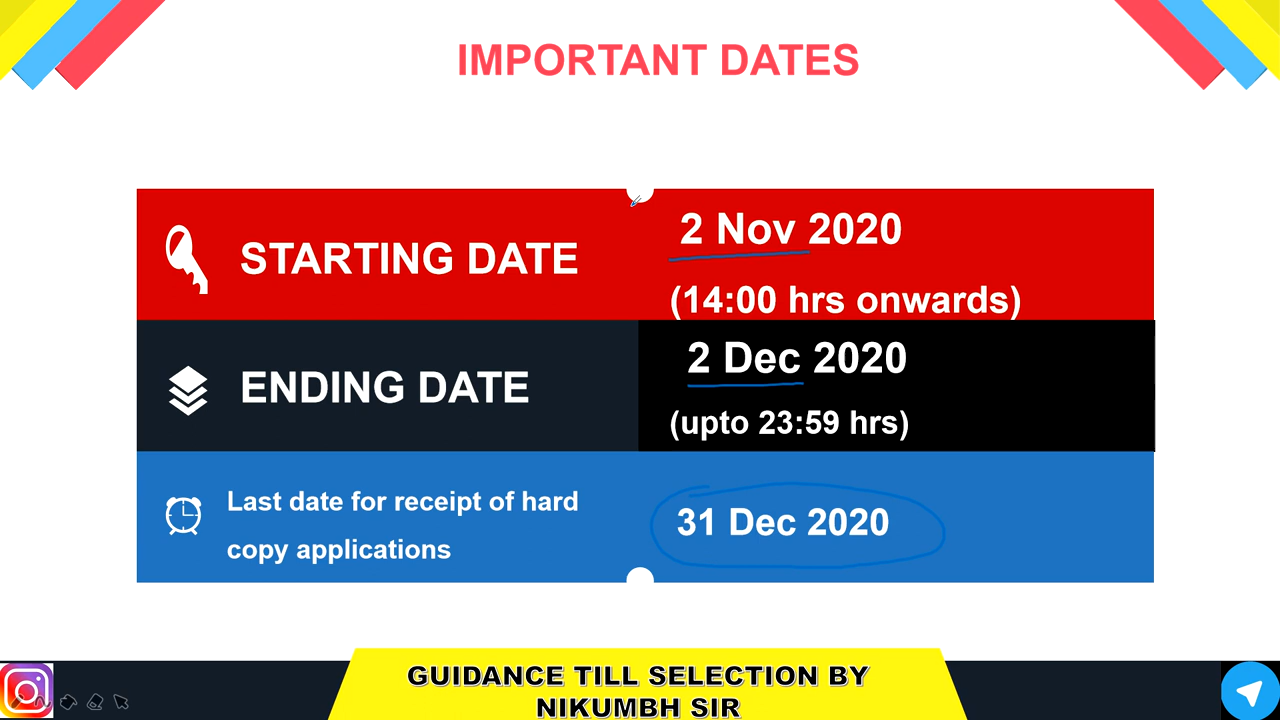 IMPORTANT DATES
STARTING DATE
2 Nov 2020
(14:00 hrs onwards)
ENDING DATE
2 Dec 2020
(upto 23:59 hrs)
Last date for receipt of hard
copy applications
31 Dec 2020
GUIDANCE TILL SELECTION BY
NIKUMBH SIR